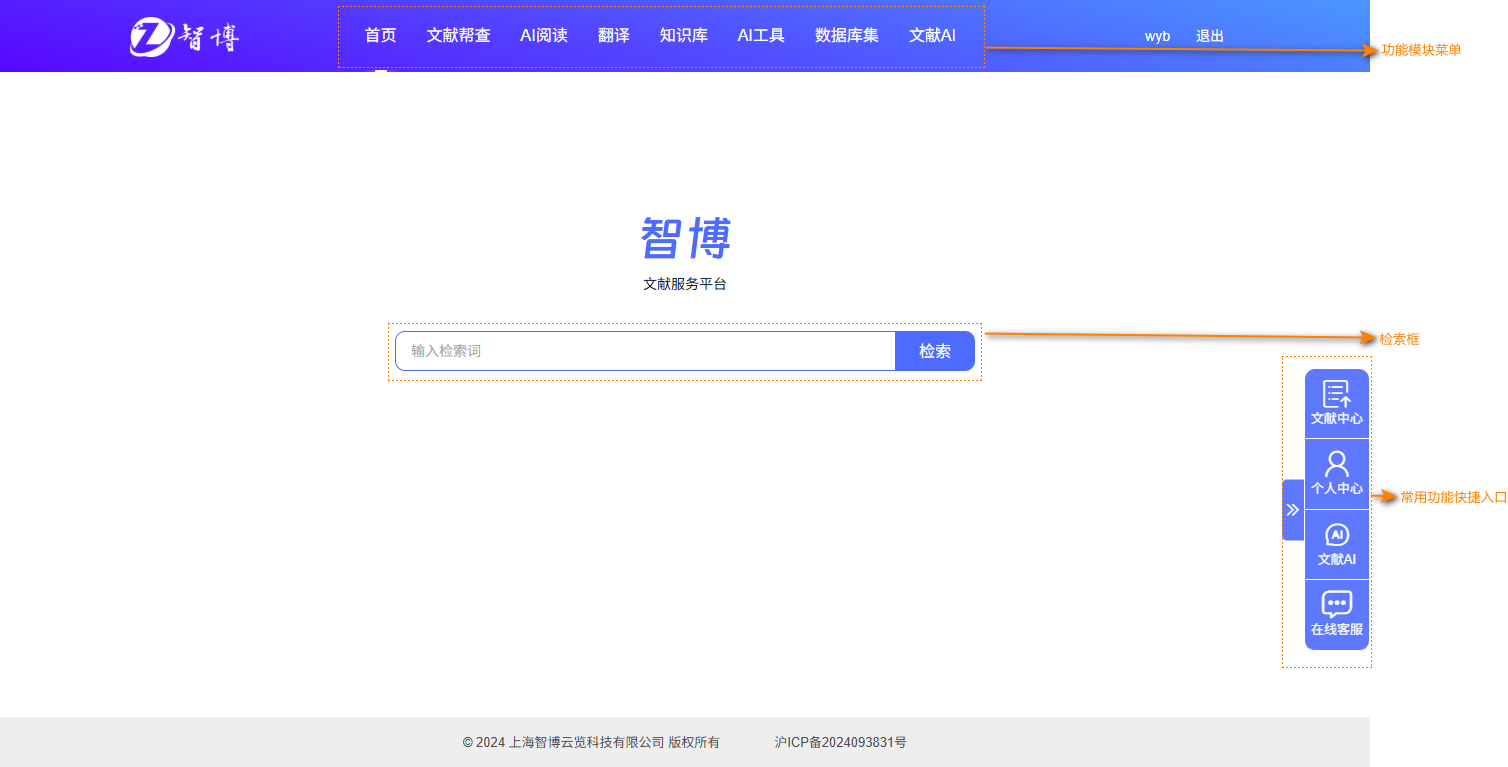 智博 首页 文献帮查 AI阅读 翻译 知识库 AI工具 数据库集 文献AI wyb 退出
功能模块菜单
智博
文献服务平台
输入检索词 检索
检索框
文献中心
个人中心
常用功能快捷入口
AI
文献AI
在线客服
© 2024 上海智博云览科技有限公司 版权所有 沪ICP备2024093831号